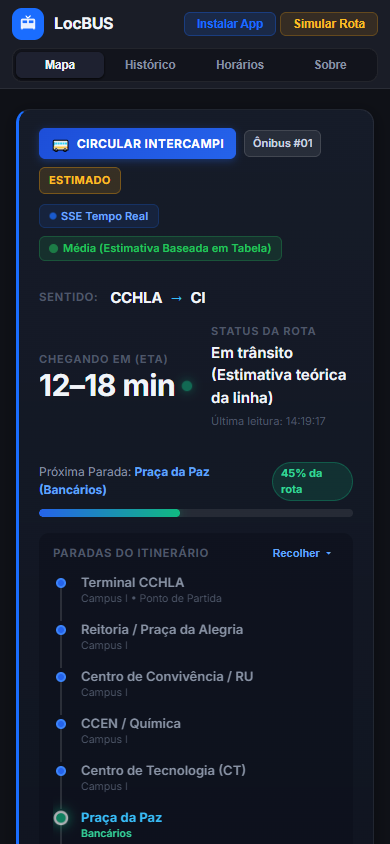 LocBUS
Instalar App
Simular Rota
Mapa
Histórico
Horários
Sobre
CIRCULAR INTERCAMPI
Ônibus #01
ESTIMADO
SSE Tempo Real
Média (Estimativa Baseada em Tabela)
SENTIDO: CCHLA → CI
CHEGANDO EM (ETA)
12–18 min
STATUS DA ROTA
Em trânsito
(Estimativa teórica
da linha)
Última leitura: 14:19:17
Próxima Parada: Praça da Paz
(Bancários)
45% da
rota
PARADAS DO ITINERÁRIO
Recolher
Terminal CCHLA
Campus I • Ponto de Partida
Reitoria / Praça da Alegria
Campus I
Centro de Convivência / RU
Campus I
CCEN / Química
Campus I
Centro de Tecnologia (CT)
Campus I
Praça da Paz
Bancários